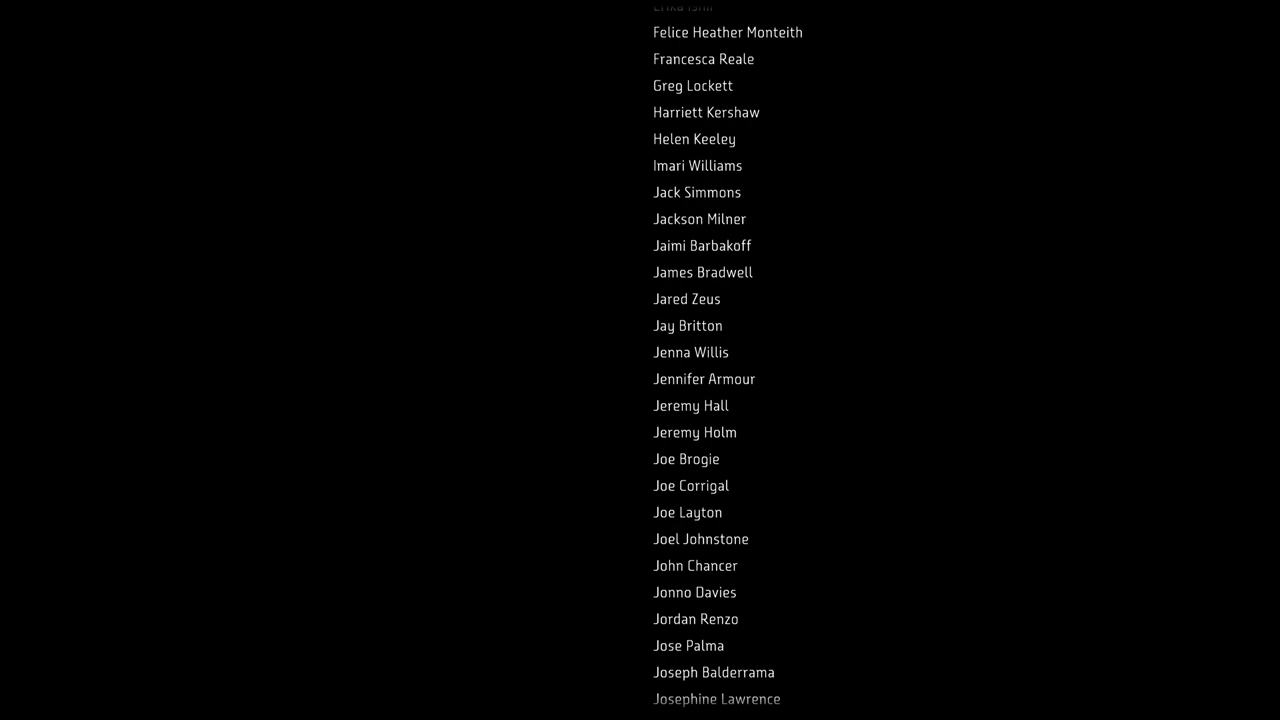 Felice Heather Monteith
Francesca Reale
Greg Lockett
Harriett Kershaw
Helen Keeley
Imari Williams
Jack Simmons
Jackson Milner
Jaimi Barbakoff
James Bradwell
Jared Zeus
Jay Britton
Jenna Willis
Jennifer Armour
Jeremy Hall
Jeremy Holm
Joe Brogie
Joe Corrigal
Joe Layton
Joel Johnstone
John Chancer
Jonno Davies
Jordan Renzo
Jose Palma
Joseph Balderrama
Josephine Lawrence